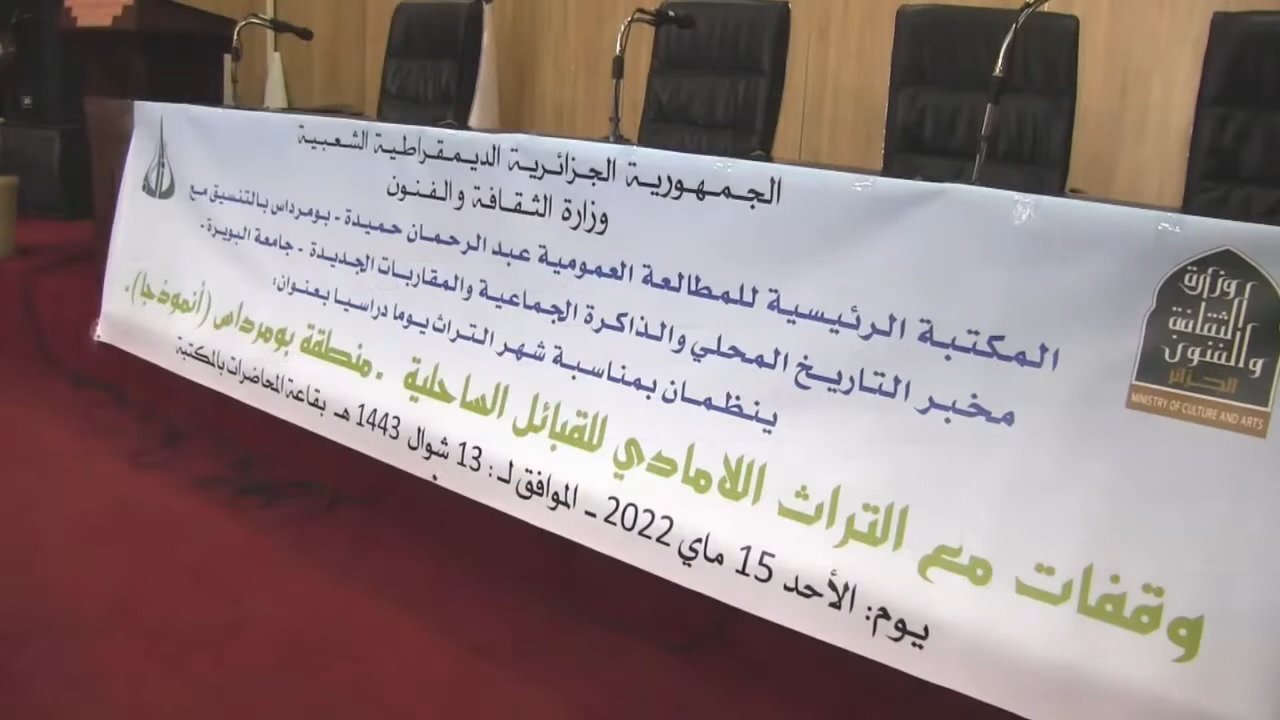 الجمهورية الجزائرية الديمقراطية الشعبية
وزارة الثقافة والفنون
المكتبة الرئيسية للمطالعة العمومية عبد الرحمان حميدة - بومرداس بالتنسيق مع
مخبر التاريخ المحلي والذاكرة الجماعية والمقاربات الجديدة - جامعة البويرة -
ينظمان بمناسبة شهر التراث يوما دراسيا بعنوان:
وقفات مع التراث اللامادي للقبائل الساحلية .منطقة بومرداس (أنموذجا).
يوم: الأحد 15 ماي 2022 ـ الموافق لـ : 13 شوال 1443 هـ بقاعة المحاضرات بالمكتبة
وزارة
الثقافة
والفنون
الجزائر
MINISTRY OF CULTURE AND ARTS